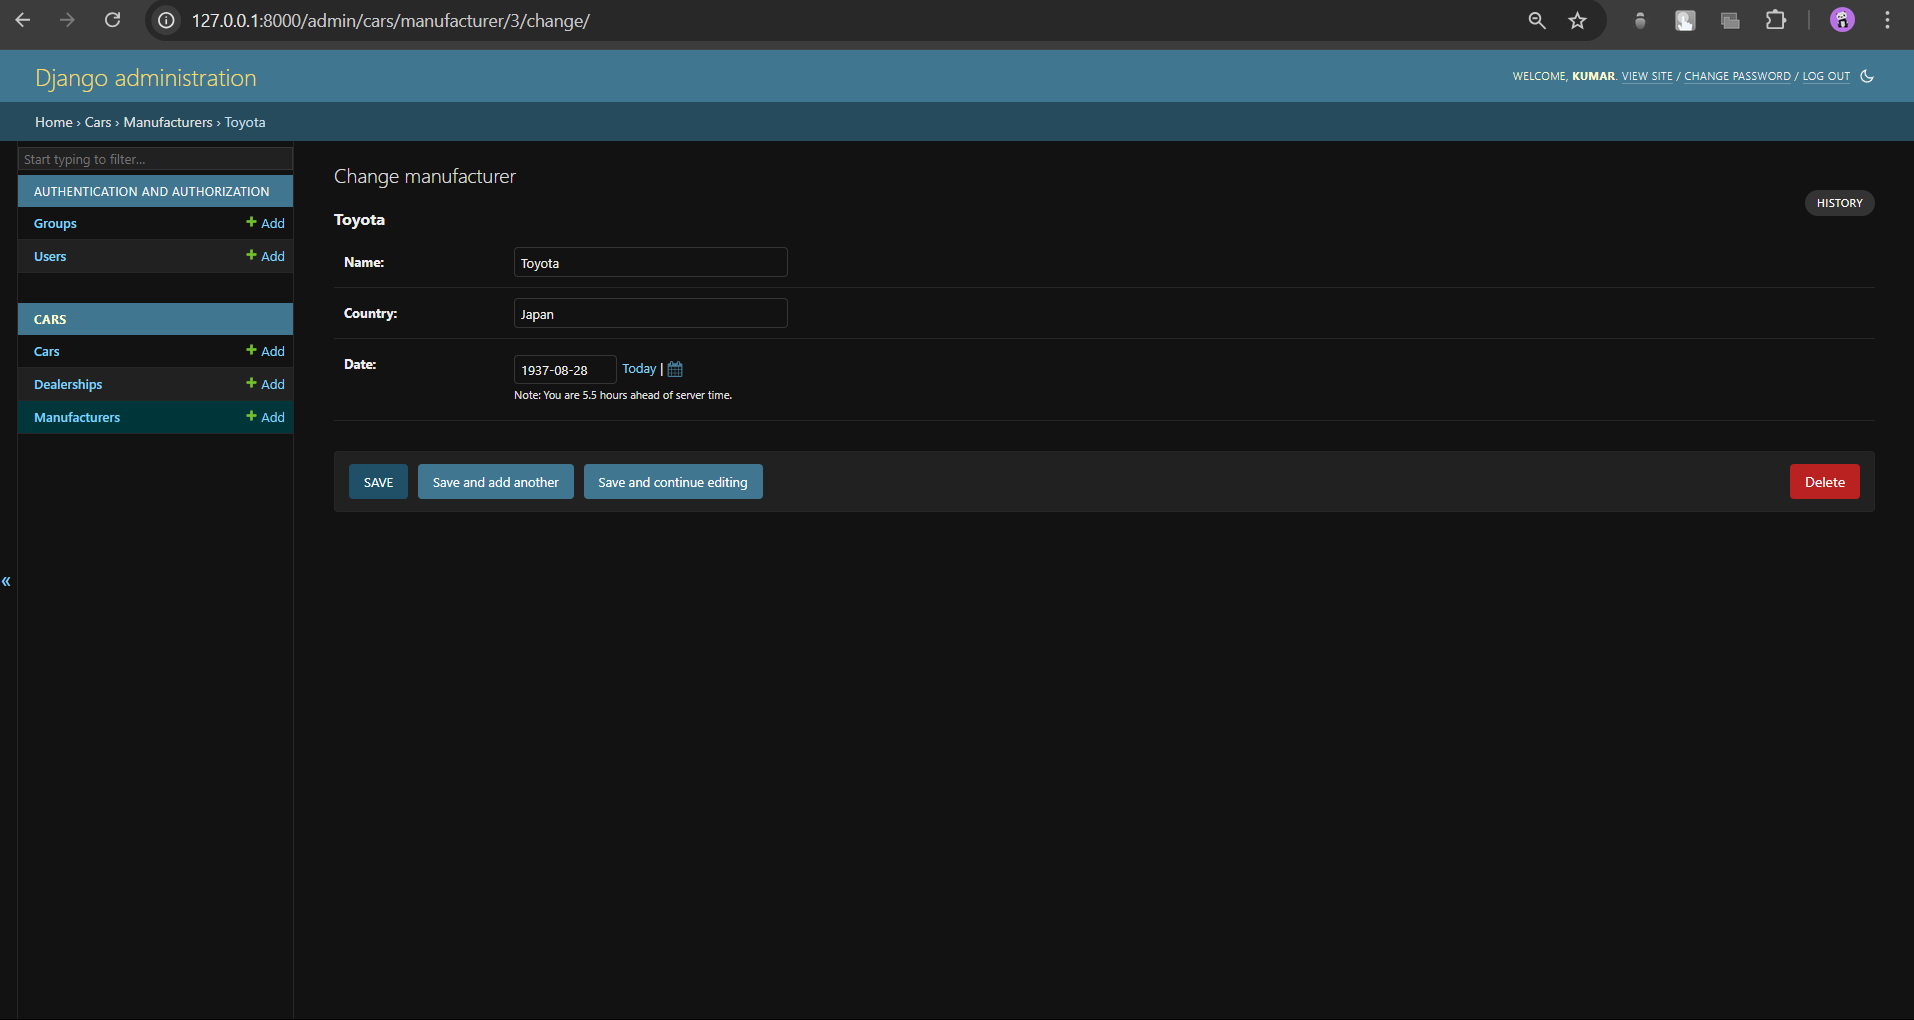 127.0.0.1:8000/admin/cars/manufacturer/3/change/
Django administration
WELCOME, KUMAR. VIEW SITE / CHANGE PASSWORD / LOG OUT
Home › Cars › Manufacturers › Toyota
Start typing to filter...
AUTHENTICATION AND AUTHORIZATION
Groups + Add
Users + Add
CARS
Cars + Add
Dealerships + Add
Manufacturers + Add
«
Change manufacturer
HISTORY
Toyota
Name: Toyota
Country: Japan
Date: 1937-08-28 Today |
Note: You are 5.5 hours ahead of server time.
SAVE Save and add another Save and continue editing Delete